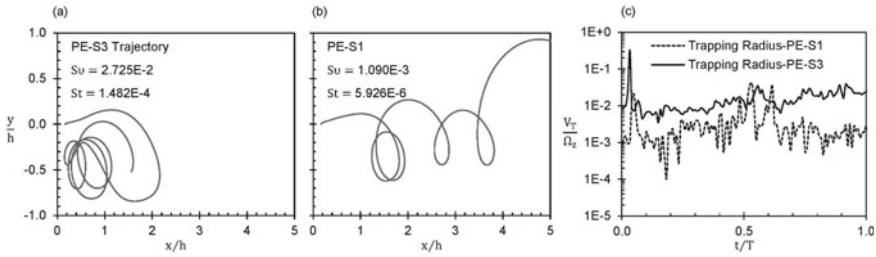 (a)
PE-S3 Trajectory
Sυ = 2.725E-2
St = 1.482E-4
1.0
0.5
0.0
-0.5
-1.0
y/h
0 1 2 3 4 5
x/h
(b)
PE-S1
Sυ = 1.090E-3
St = 5.926E-6
0 1 2 3 4 5
x/h
(c)
Trapping Radius-PE-S1
Trapping Radius-PE-S3
1E+0
1E-1
1E-2
1E-3
1E-4
1E-5
V_T/Ω_z
0.0 0.5 1.0
t/T